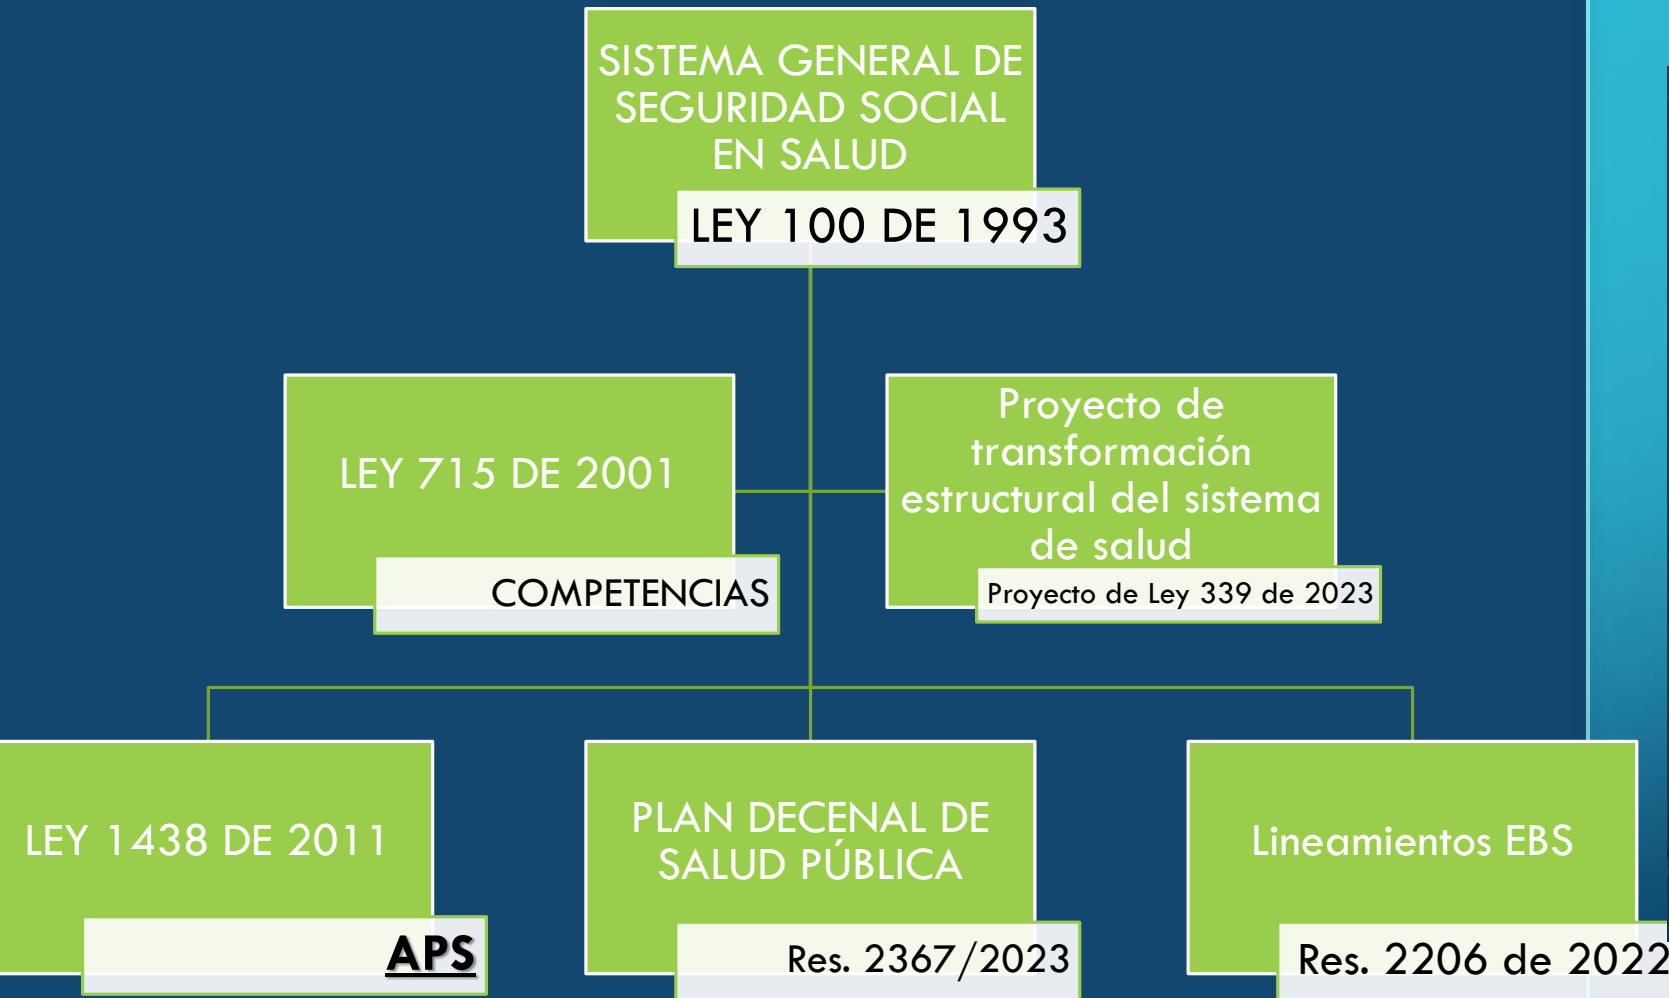 SISTEMA GENERAL DE
SEGURIDAD SOCIAL
EN SALUD
LEY 100 DE 1993
LEY 715 DE 2001
COMPETENCIAS
Proyecto de
transformación
estructural del sistema
de salud
Proyecto de Ley 339 de 2023
LEY 1438 DE 2011
APS
PLAN DECENAL DE
SALUD PÚBLICA
Res. 2367/2023
Lineamientos EBS
Res. 2206 de 2022